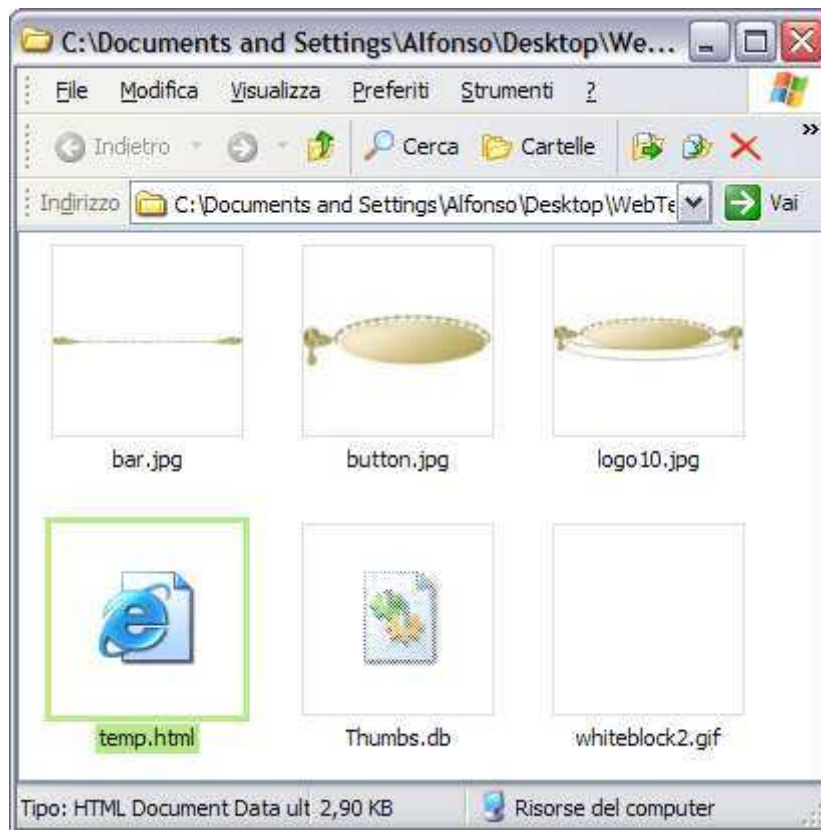 C:\Documents and Settings\Alfonso\Desktop\We...
File Modifica Visualizza Preferiti Strumenti ?
Indietro Cerca Cartelle »
Indirizzo C:\Documents and Settings\Alfonso\Desktop\WebTe Vai
bar.jpg button.jpg logo10.jpg
temp.html Thumbs.db whiteblock2.gif
Tipo: HTML Document Data ult 2,90 KB Risorse del computer